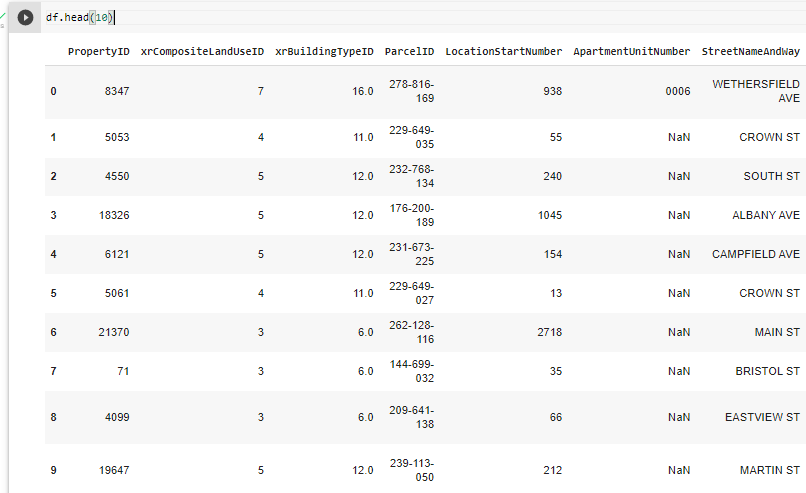 df.head(10)
PropertyID xrCompositeLandUseID xrBuildingTypeID ParcelID LocationStartNumber ApartmentUnitNumber StreetNameAndWay
0 8347 7 16.0 278-816-169 938 0006 WETHERSFIELD AVE
1 5053 4 11.0 229-649-035 55 NaN CROWN ST
2 4550 5 12.0 232-768-134 240 NaN SOUTH ST
3 18326 5 12.0 176-200-189 1045 NaN ALBANY AVE
4 6121 5 12.0 231-673-225 154 NaN CAMPFIELD AVE
5 5061 4 11.0 229-649-027 13 NaN CROWN ST
6 21370 3 6.0 262-128-116 2718 NaN MAIN ST
7 71 3 6.0 144-699-032 35 NaN BRISTOL ST
8 4099 3 6.0 209-641-138 66 NaN EASTVIEW ST
9 19647 5 12.0 239-113-050 212 NaN MARTIN ST